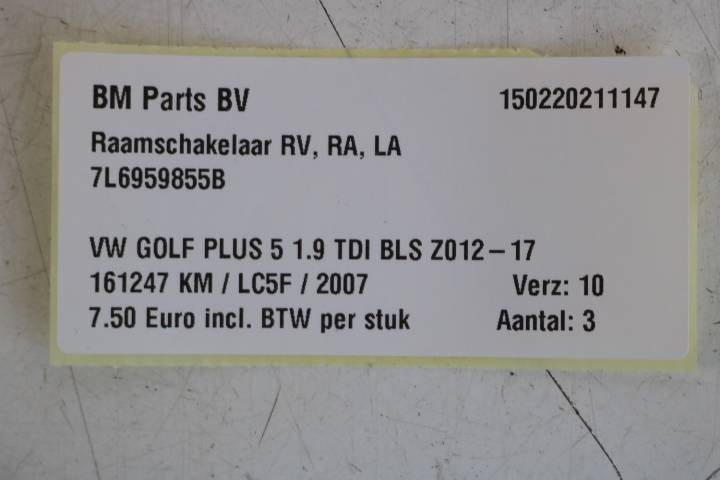 BM Parts BV 150220211147
Raamschakelaar RV, RA, LA
7L6959855B
VW GOLF PLUS 5 1.9 TDI BLS Z012-17
161247 KM / LC5F / 2007 Verz: 10
7.50 Euro incl. BTW per stuk Aantal: 3